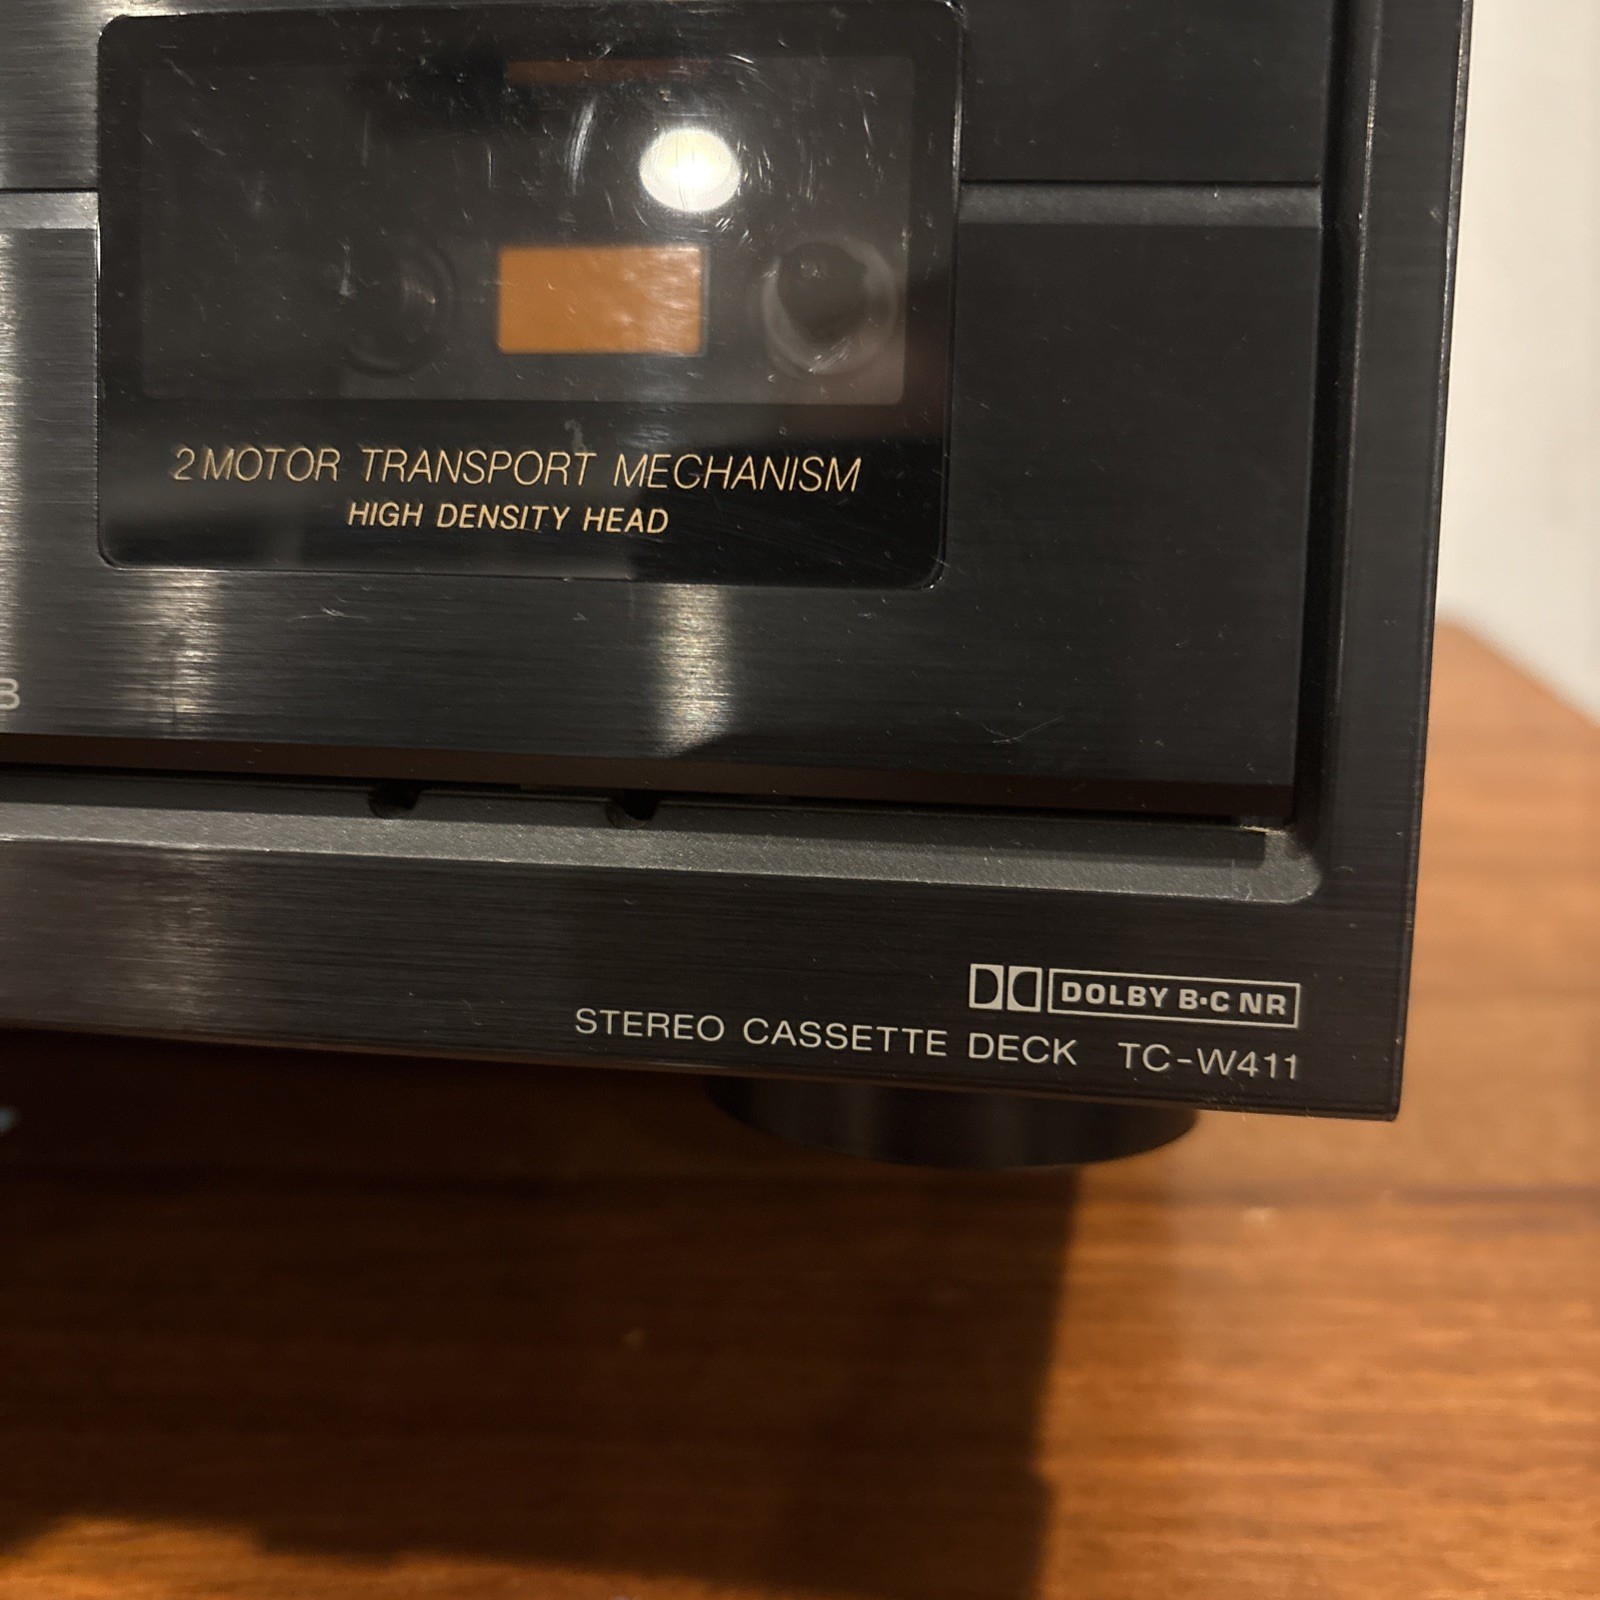 2 MOTOR TRANSPORT MECHANISM
HIGH DENSITY HEAD
B
DOLBY B·C NR
STEREO CASSETTE DECK TC-W411